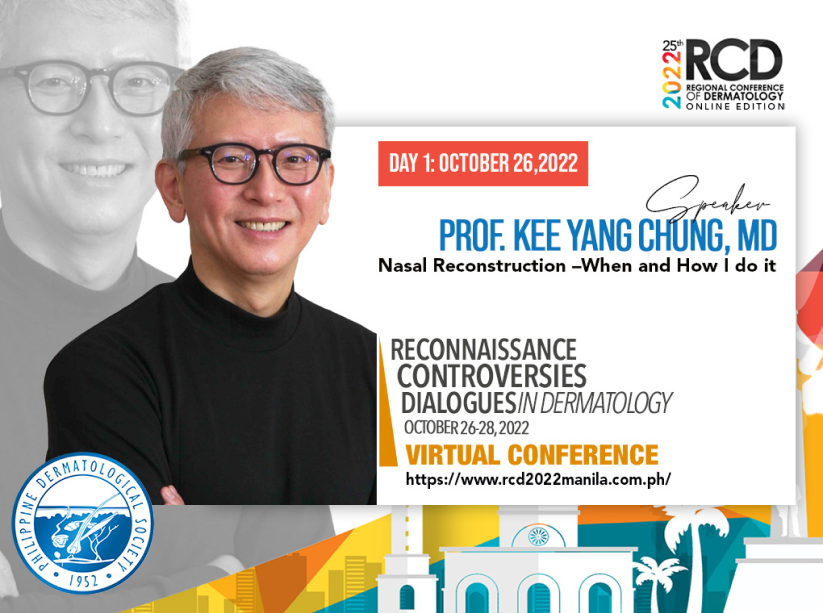 25th
2022
RCD
REGIONAL CONFERENCE
OF DERMATOLOGY
ONLINE EDITION
DAY 1: OCTOBER 26,2022
Speaker
PROF. KEE YANG CHUNG, MD
Nasal Reconstruction –When and How I do it
RECONNAISSANCE
CONTROVERSIES
DIALOGUES IN DERMATOLOGY
OCTOBER 26-28, 2022
VIRTUAL CONFERENCE
https://www.rcd2022manila.com.ph/
PHILIPPINE DERMATOLOGICAL SOCIETY
1952